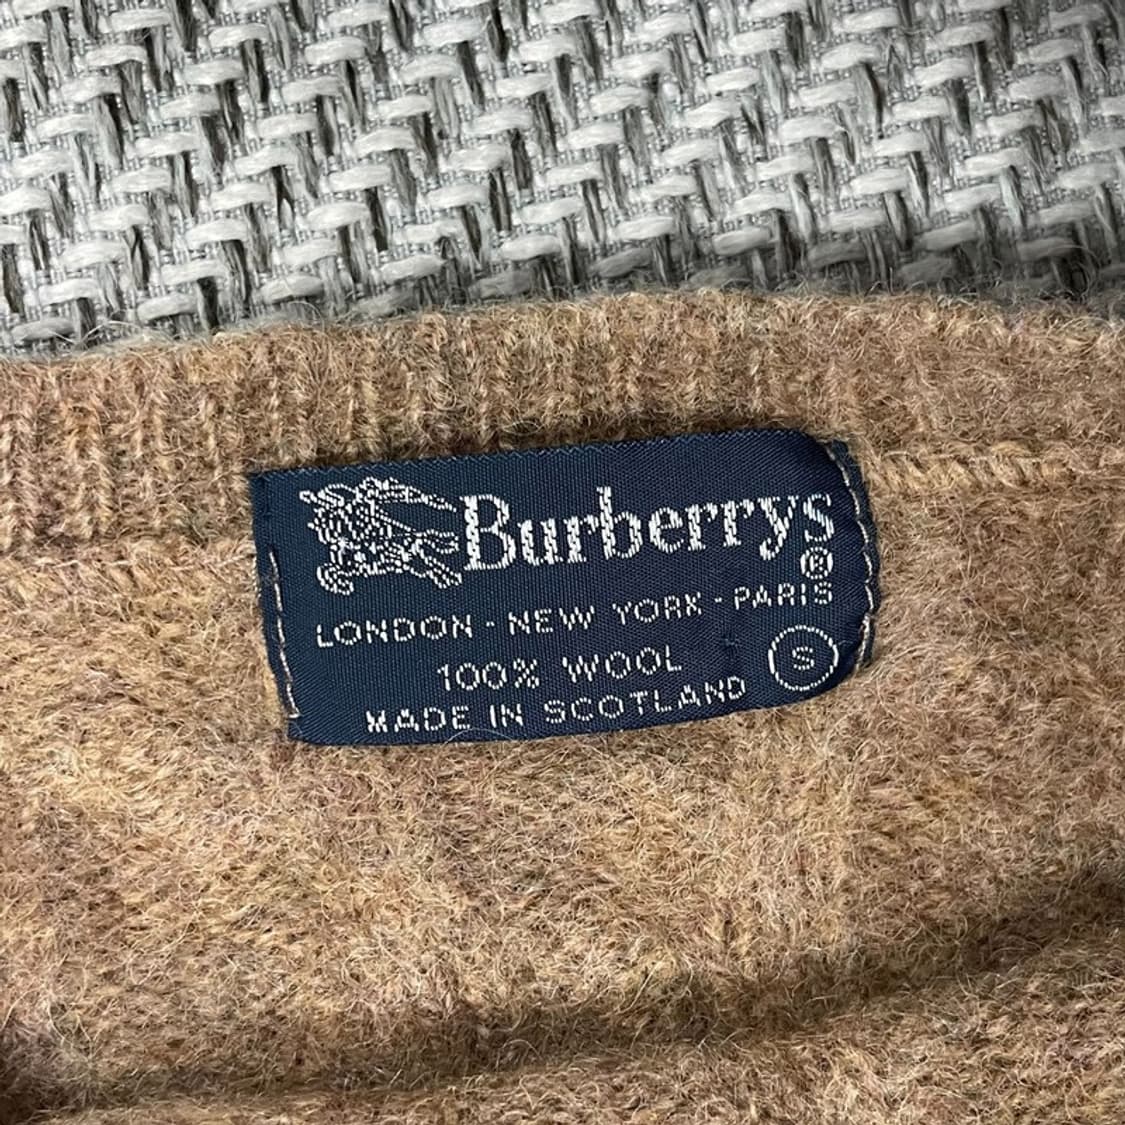 Burberrys®
LONDON - NEW YORK - PARIS
100% WOOL
S
MADE IN SCOTLAND